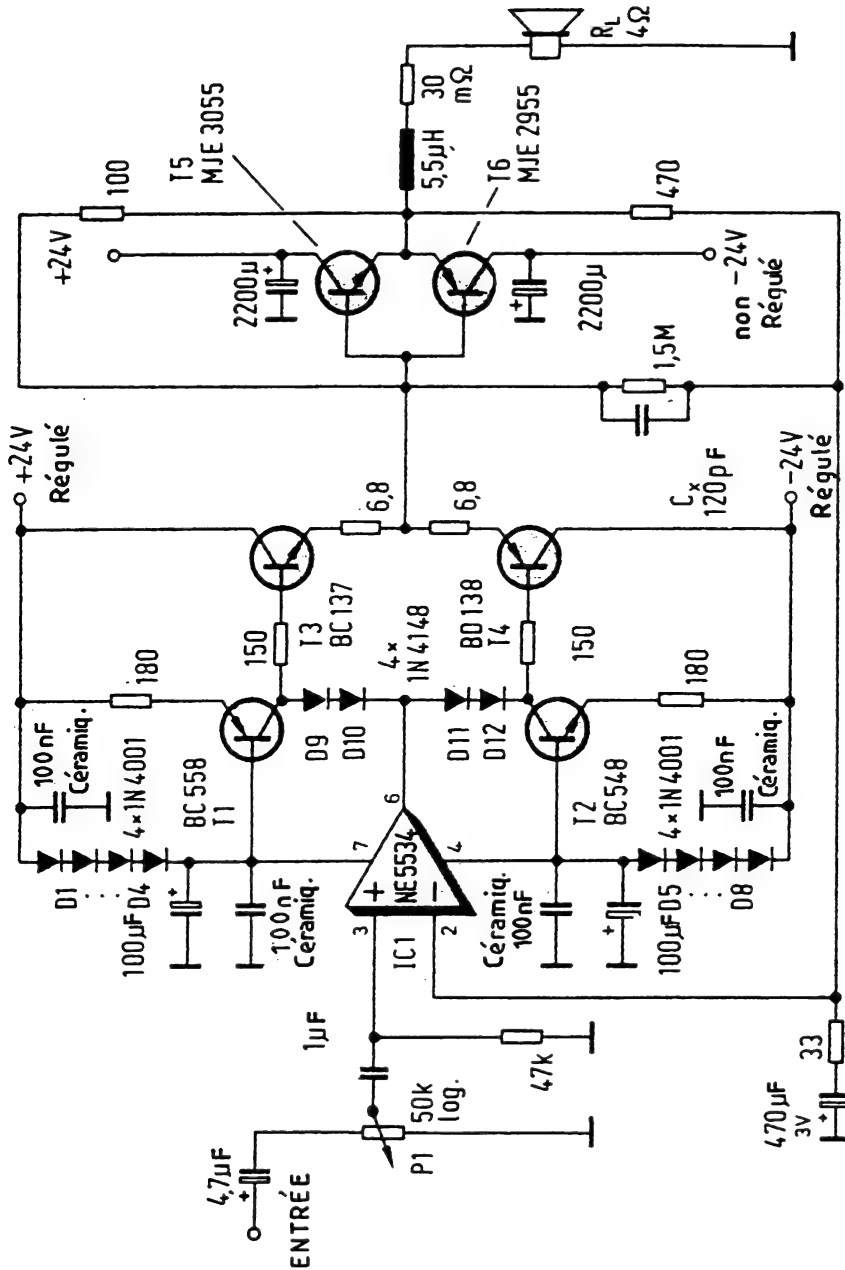 ENTRÉE
4,7µF
+
P1
50k
log.
1µF
47k
470µF
3V
+
33
3
2
7
4
6
IC1
NE5534
100µF
+
100nF
Céramiq.
Céramiq.
100nF
+
100µF
D1
D4
4×1N4001
D5
D8
4×1N4001
100nF
Céramiq.
100nF
Céramiq.
BC558
T1
T2
BC548
180
180
D9
D10
D11
D12
4×
1N4148
150
150
T3
BC137
BD138
T4
6,8
6,8
+24V
Régulé
-24V
Régulé
Cx
120pF
1,5M
2200µ
+
+
2200µ
+24V
non -24V
Régulé
T5
MJE 3055
T6
MJE 2955
100
470
5,5µH
30
mΩ
RL
4Ω